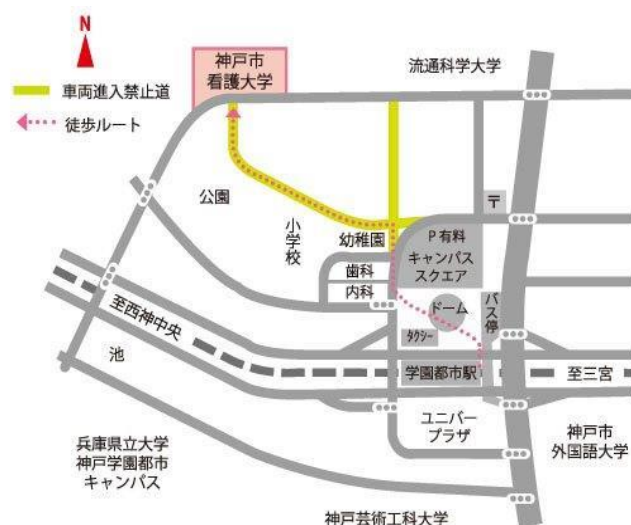 N
神戸市
看護大学
流通科学大学
車両進入禁止道
徒歩ルート
公園
小学校
幼稚園
〒
P有料
キャンパス
スクエア
歯科
内科
ドーム
バス停
タクシー
至西神中央
学園都市駅
至三宮
池
ユニバー
プラザ
神戸市
外国語大学
兵庫県立大学
神戸学園都市
キャンパス
神戸芸術工科大学